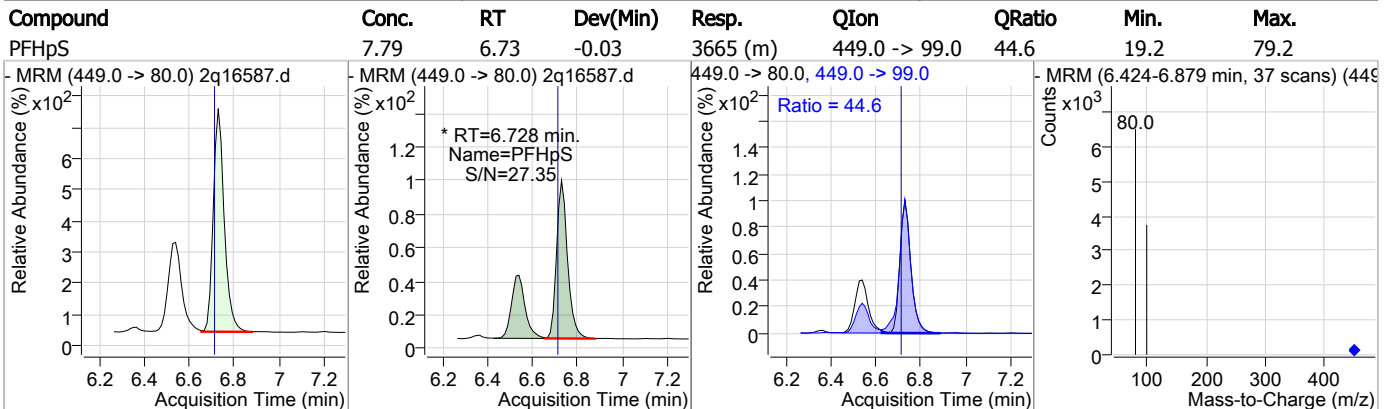 Compound Conc. RT Dev(Min) Resp. QIon QRatio Min. Max.
PFHpS 7.79 6.73 -0.03 3665 (m) 449.0 -> 99.0 44.6 19.2 79.2
- MRM (449.0 -> 80.0) 2q16587.d
Relative Abundance (%)
x10²
6
5
4
3
2
1
0
6.2 6.4 6.6 6.8 7 7.2
Acquisition Time (min)
- MRM (449.0 -> 80.0) 2q16587.d
Relative Abundance (%)
x10²
* RT=6.728 min.
Name=PFHpS
S/N=27.35
1.2
1
0.8
0.6
0.4
0.2
0
6.2 6.4 6.6 6.8 7 7.2
Acquisition Time (min)
449.0 -> 80.0, 449.0 -> 99.0
Relative Abundance (%)
x10²
Ratio = 44.6
1.4
1.2
1
0.8
0.6
0.4
0.2
0
6.2 6.4 6.6 6.8 7 7.2
Acquisition Time (min)
- MRM (6.424-6.879 min, 37 scans) (449
Counts
x10³
80.0
6
5
4
3
2
1
0
100 200 300 400
Mass-to-Charge (m/z)